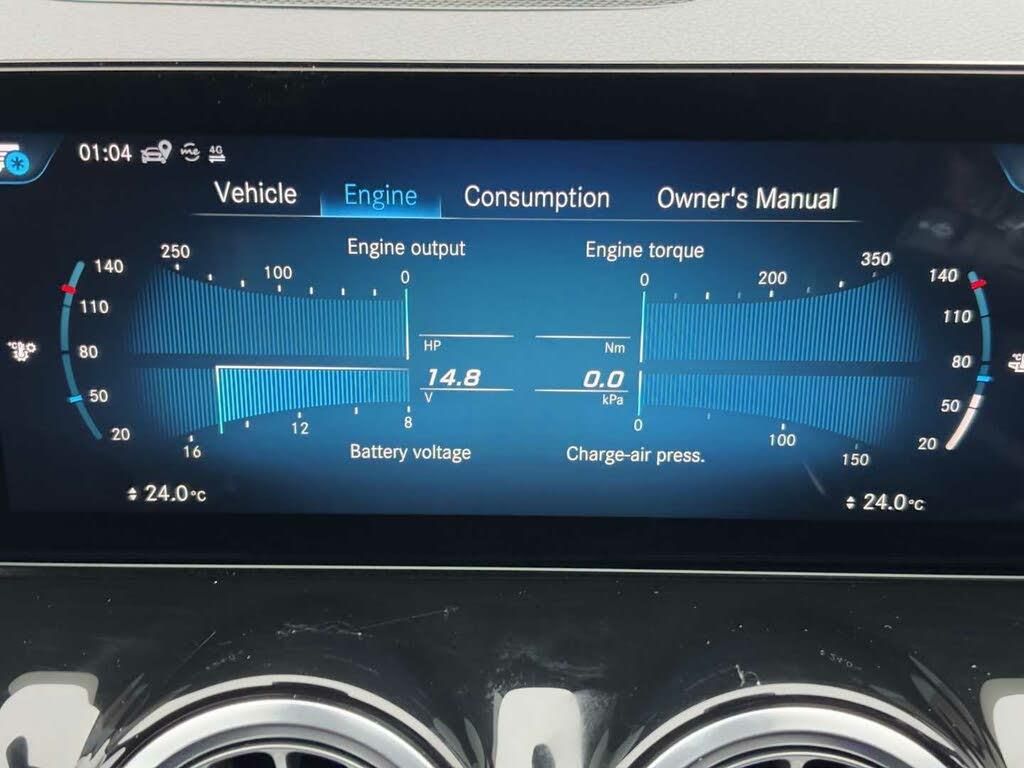 01:04 me 4G
Vehicle Engine Consumption Owner's Manual
Engine output Engine torque
250 100 0 0 200 350
140 140
110 110
80 80
50 50
20 20
HP Nm
14.8 0.0
V kPa
16 12 8 0 100 150
Battery voltage Charge-air press.
24.0°C 24.0°C
°C °C